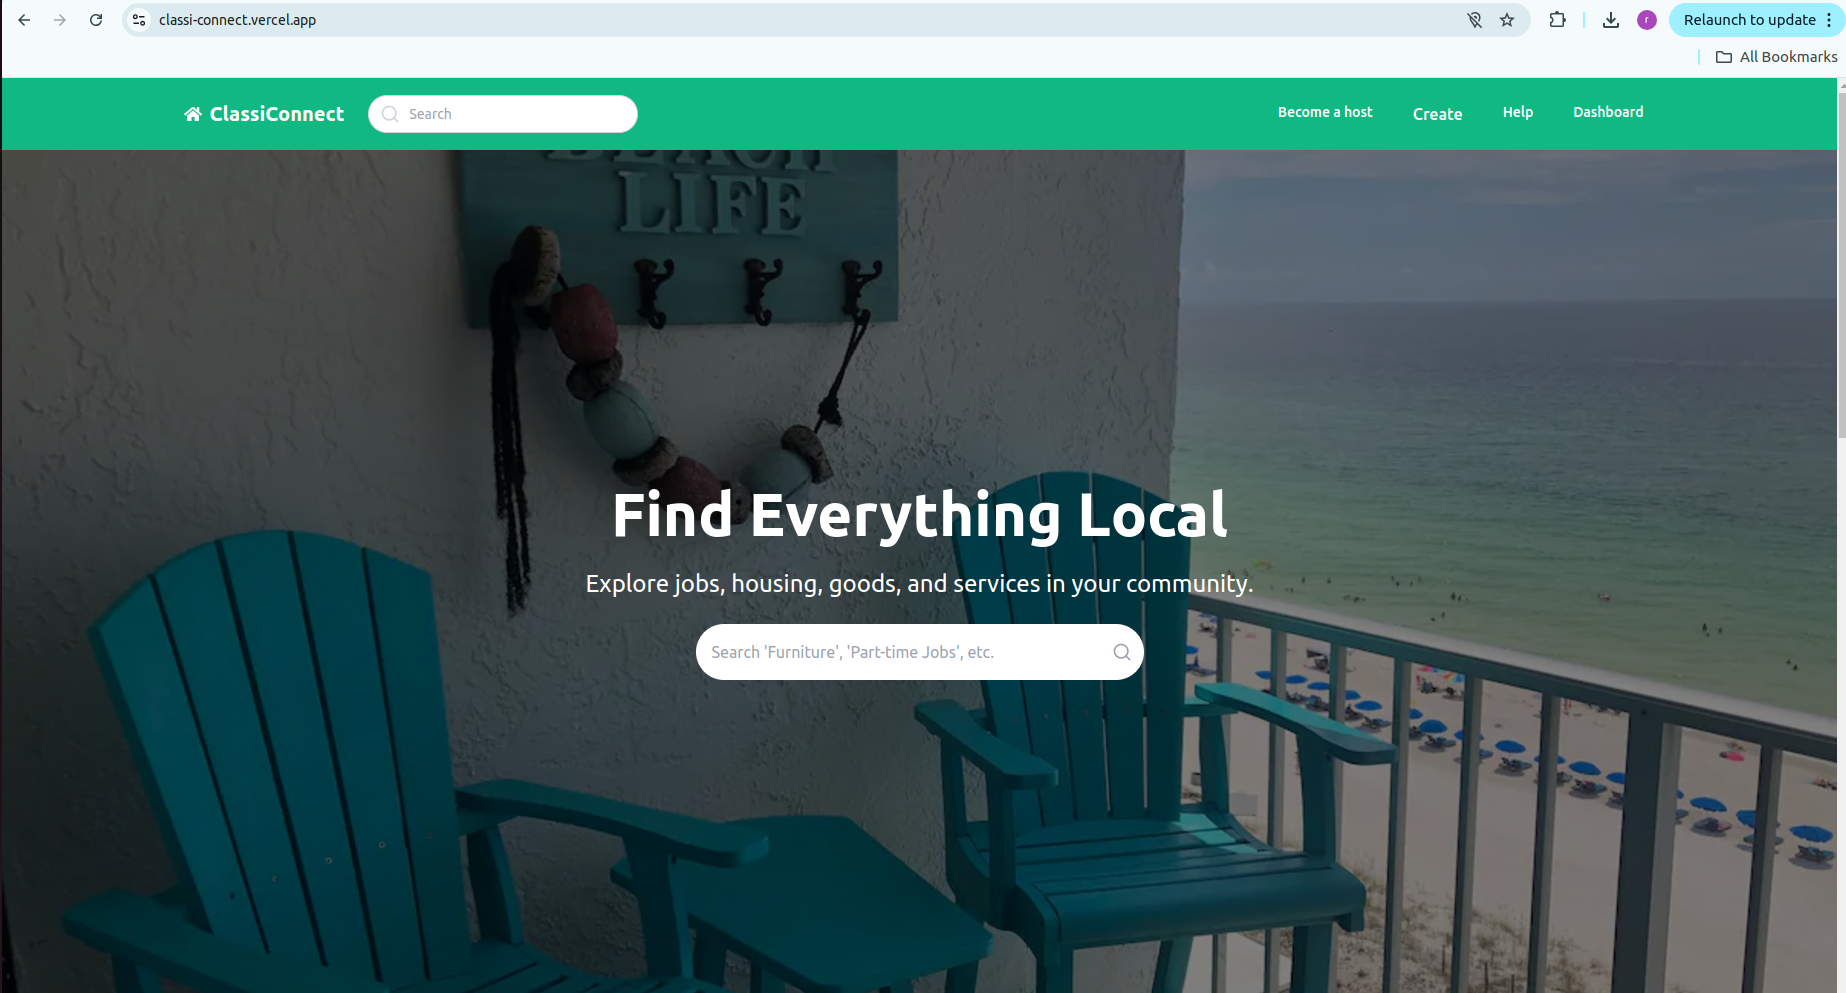 classi-connect.vercel.app
r
Relaunch to update
All Bookmarks
ClassiConnect
Search
Become a host
Create
Help
Dashboard
BEACH
LIFE
Find Everything Local
Explore jobs, housing, goods, and services in your community.
Search 'Furniture', 'Part-time Jobs', etc.